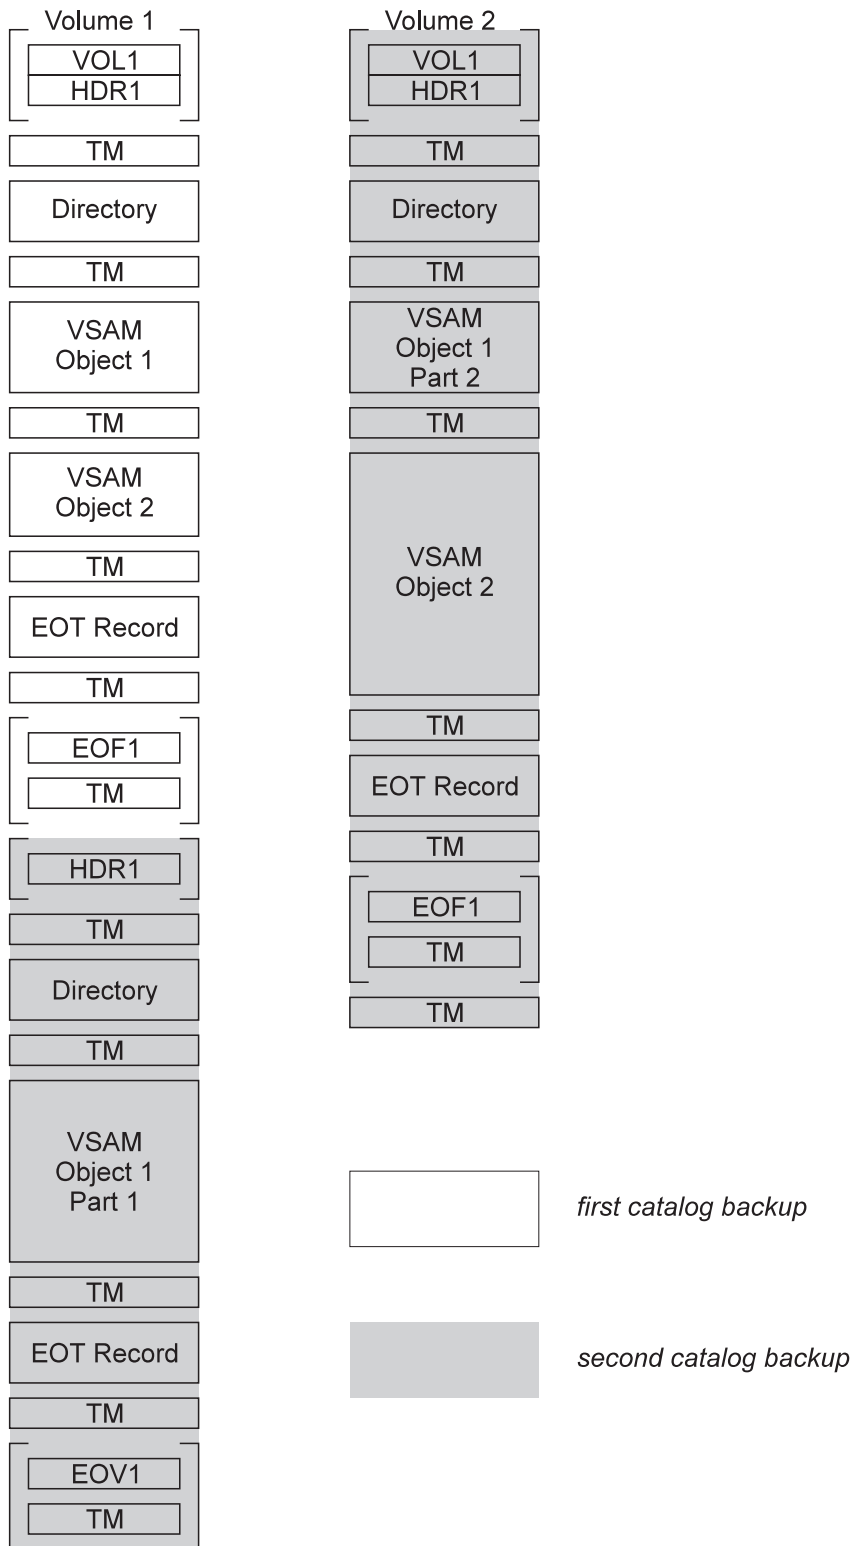 Volume 1
VOL1
HDR1
TM
Directory
TM
VSAM
Object 1
TM
VSAM
Object 2
TM
EOT Record
TM
EOF1
TM
HDR1
TM
Directory
TM
VSAM
Object 1
Part 1
TM
EOT Record
TM
EOV1
TM
Volume 2
VOL1
HDR1
TM
Directory
TM
VSAM
Object 1
Part 2
TM
VSAM
Object 2
TM
EOT Record
TM
EOF1
TM
TM
first catalog backup
second catalog backup